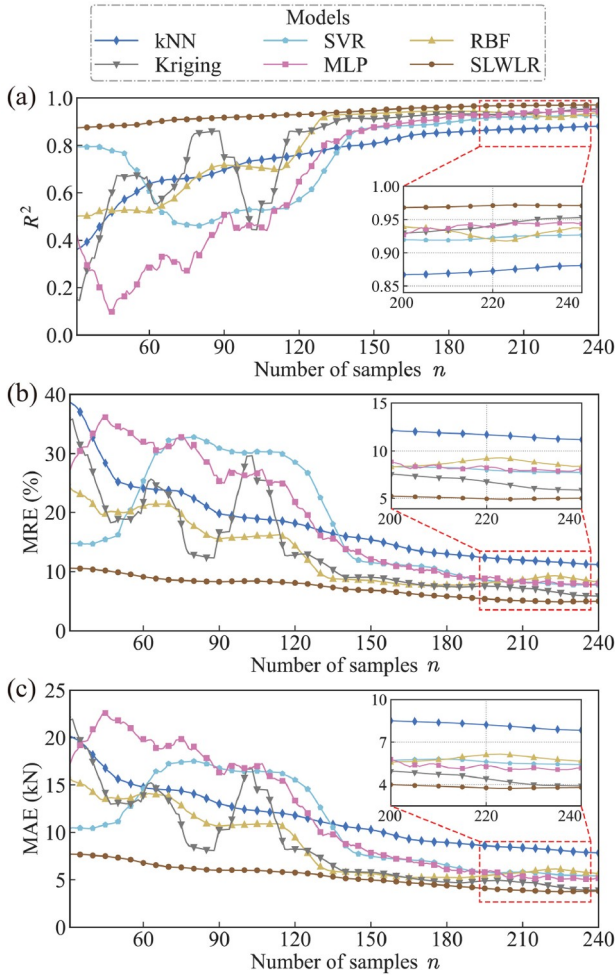 Models
kNN SVR RBF
Kriging MLP SLWLR
(a)
R²
1.0
0.8
0.6
0.4
0.2
0.0
1.00
0.95
0.90
0.85
200 220 240
60 90 120 150 180 210 240
Number of samples n
(b)
MRE (%)
40
30
20
10
0
15
10
5
200 220 240
60 90 120 150 180 210 240
Number of samples n
(c)
MAE (kN)
25
20
15
10
5
0
10
7
4
200 220 240
60 90 120 150 180 210 240
Number of samples n